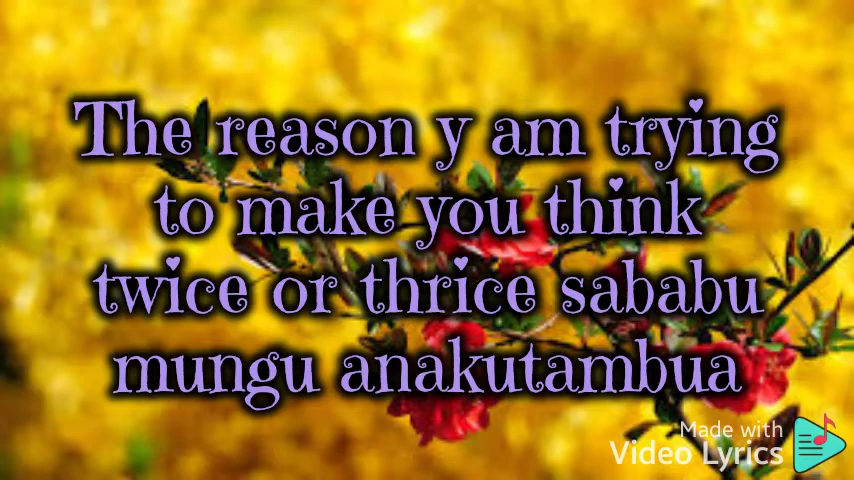 The reason y am trying
to make you think
twice or thrice sababu
mungu anakutambua
Made with
Video Lyrics